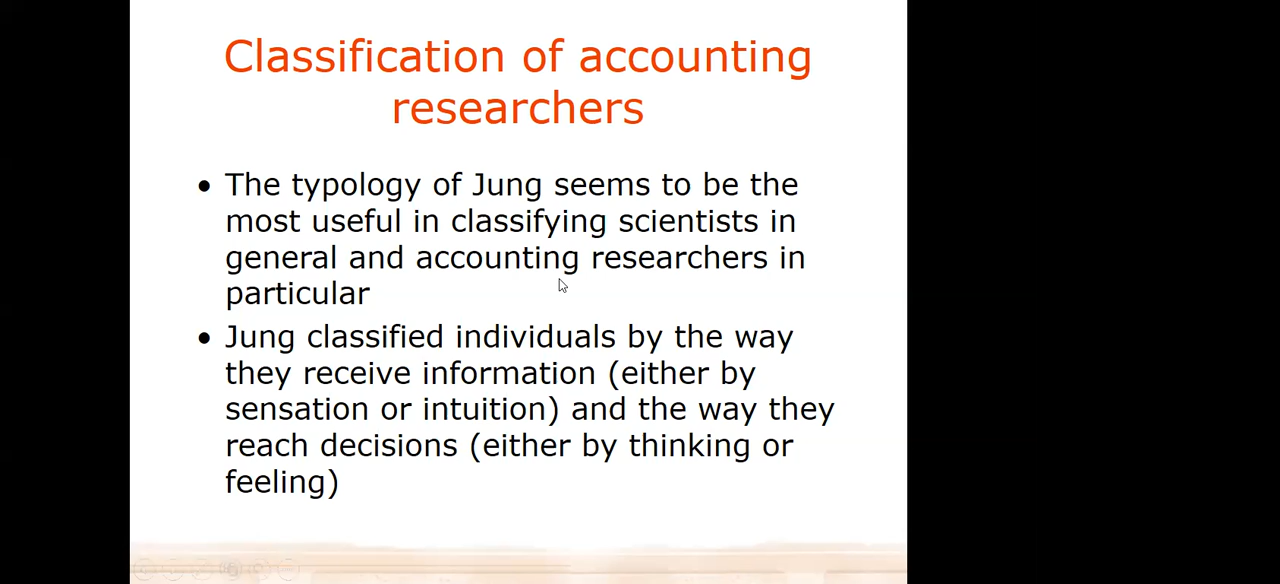 Classification of accounting
researchers
• The typology of Jung seems to be the
most useful in classifying scientists in
general and accounting researchers in
particular
• Jung classified individuals by the way
they receive information (either by
sensation or intuition) and the way they
reach decisions (either by thinking or
feeling)